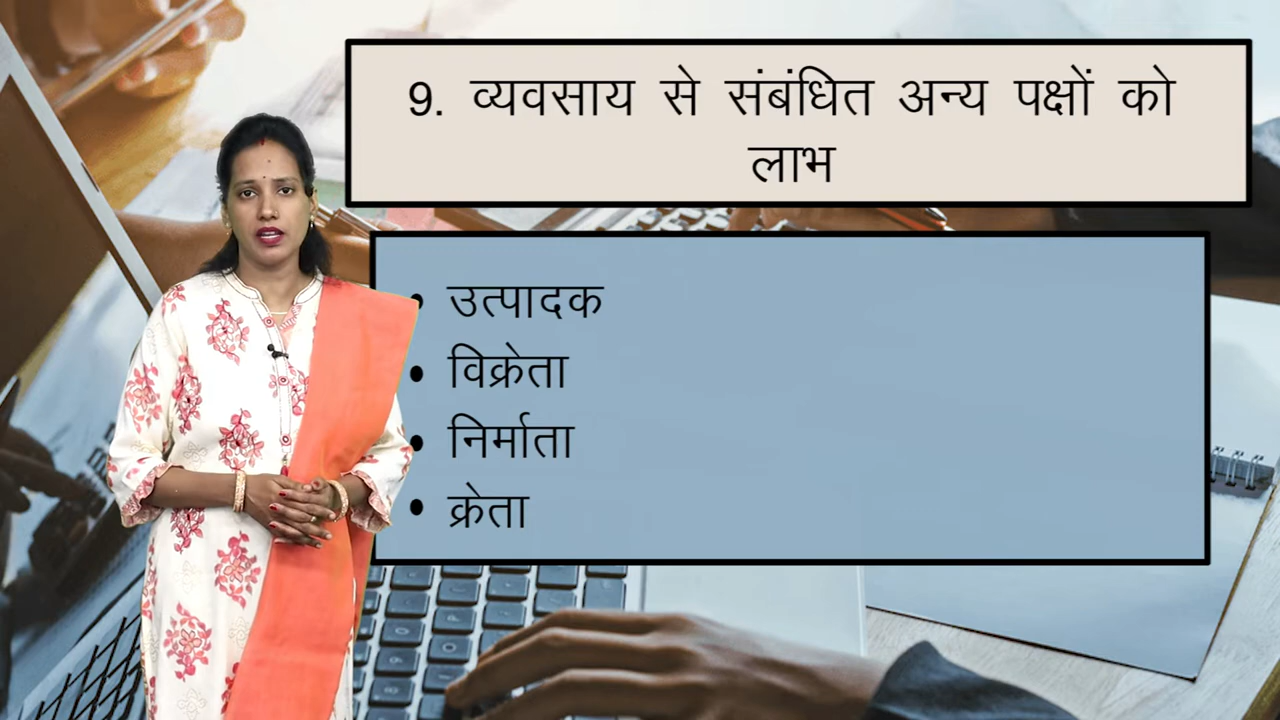 9. व्यवसाय से संबंधित अन्य पक्षों को
लाभ
• उत्पादक
• विक्रेता
• निर्माता
• क्रेता